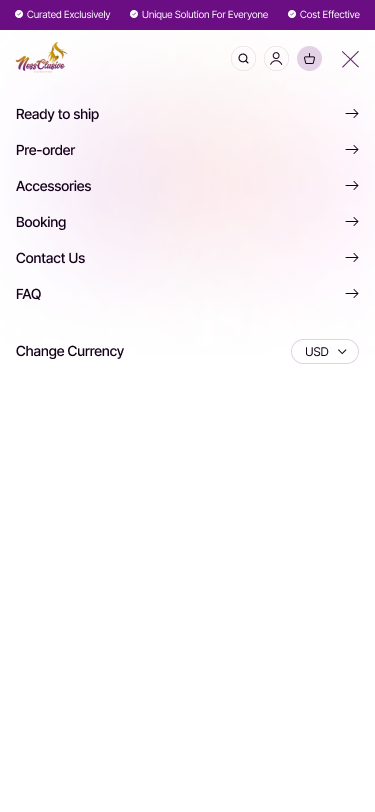 Curated Exclusively Unique Solution For Everyone Cost Effective
NessClusive
Ready to ship
Pre-order
Accessories
Booking
Contact Us
FAQ
Change Currency USD